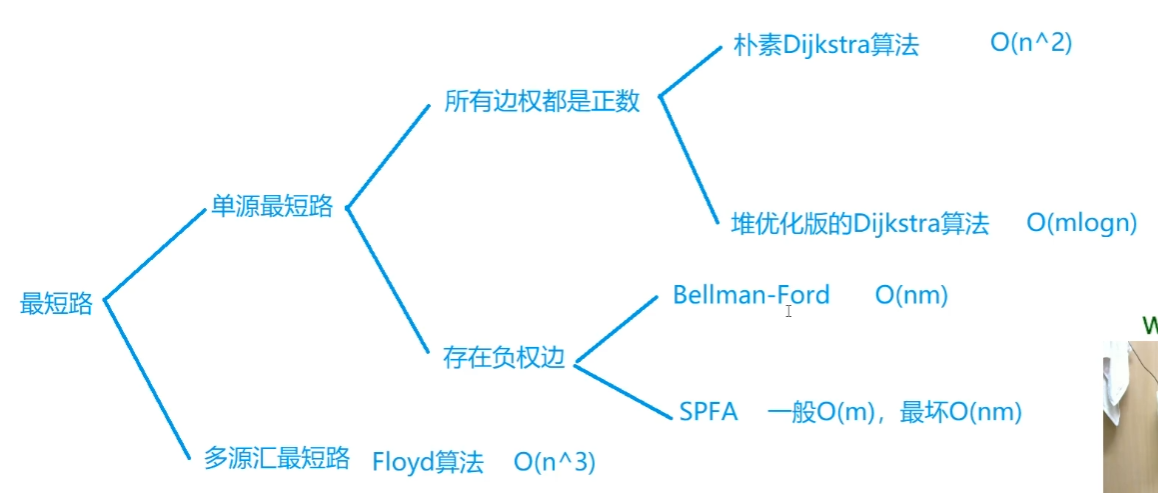 朴素Dijkstra算法 O(n^2)
所有边权都是正数
单源最短路
堆优化版的Dijkstra算法 O(mlogn)
最短路
Bellman-Ford O(nm)
存在负权边
SPFA 一般O(m)，最坏O(nm)
多源汇最短路 Floyd算法 O(n^3)